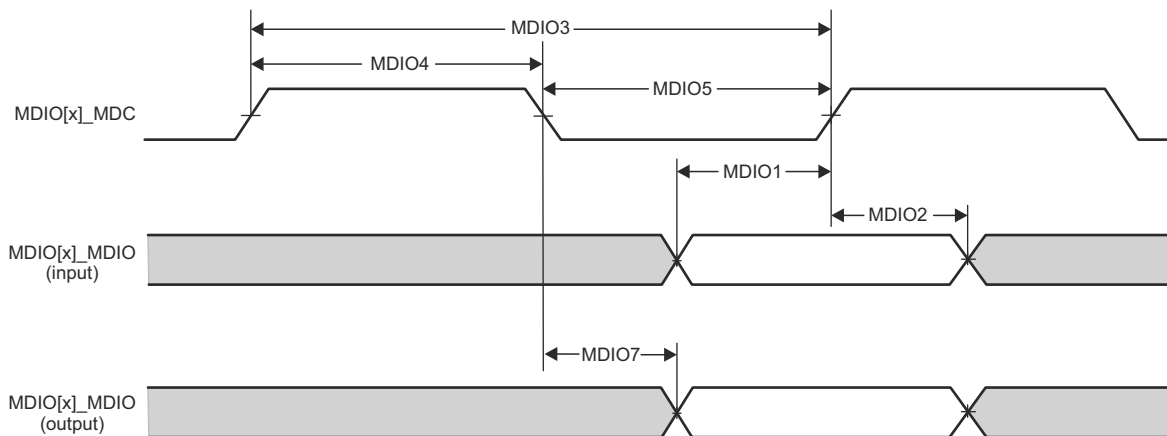 MDIO3
MDIO4
MDIO5
MDIO[x]_MDC
MDIO1
MDIO2
MDIO[x]_MDIO
(input)
MDIO7
MDIO[x]_MDIO
(output)